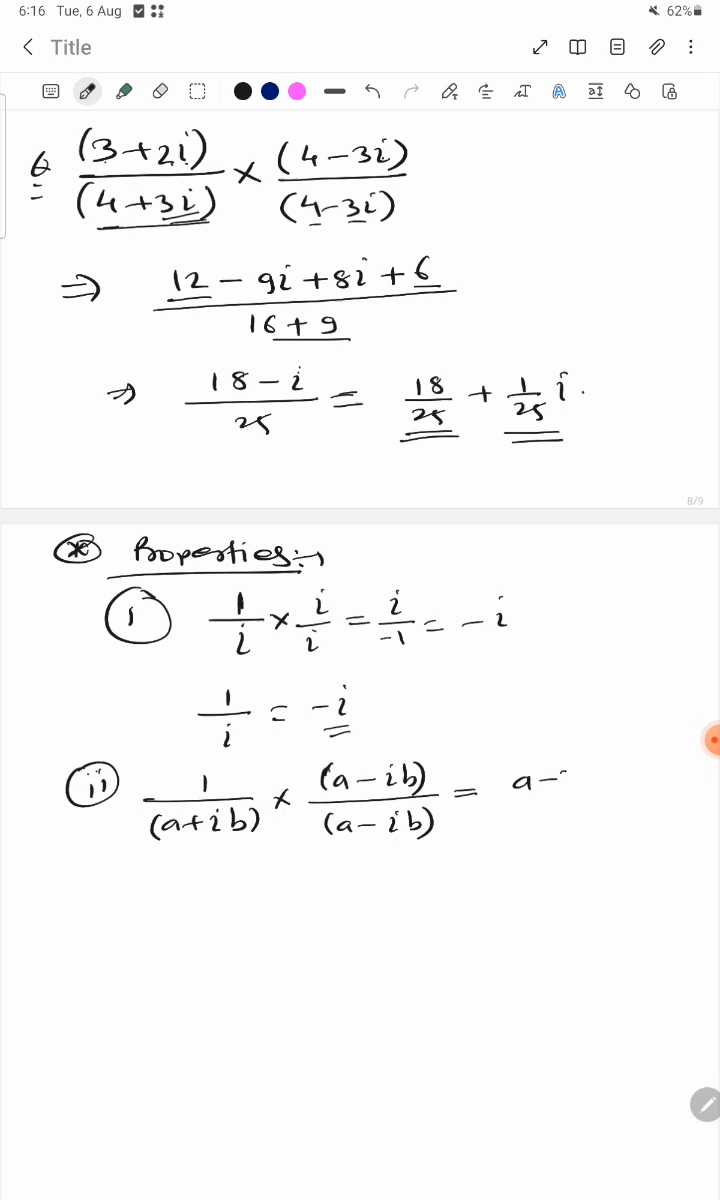 6:16 Tue, 6 Aug 62%
Title
6 (3+2i)/(4+3i) × (4-3i)/(4-3i)
⇒ (12 - 9i + 8i + 6)/(16 + 9)
⇒ (18 - i)/25 = 18/25 + 1/25 i.
8/9
* Properties:→
(i) 1/i × i/i = i/-1 = -i
1/i = -i
(ii) 1/(a+ib) × (a-ib)/(a-ib) = a-